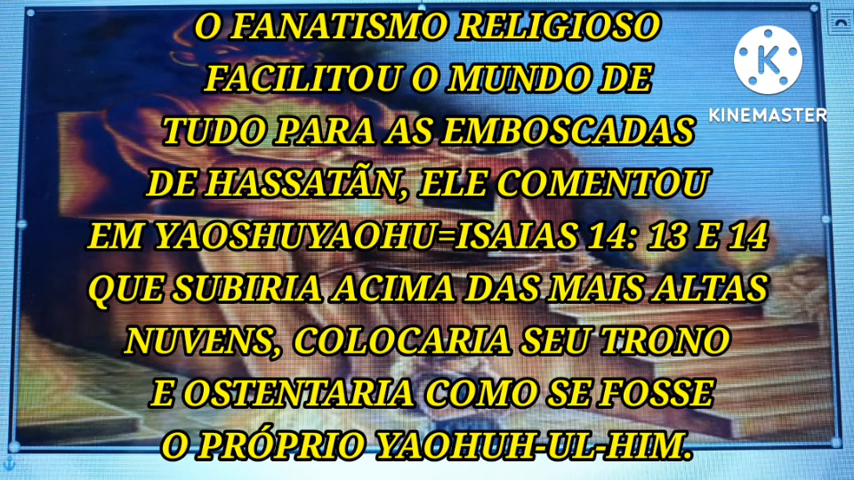 O FANATISMO RELIGIOSO
FACILITOU O MUNDO DE
TUDO PARA AS EMBOSCADAS
DE HASSATÃN, ELE COMENTOU
EM YAOSHUYAOHU=ISAIAS 14: 13 E 14
QUE SUBIRIA ACIMA DAS MAIS ALTAS
NUVENS, COLOCARIA SEU TRONO
E OSTENTARIA COMO SE FOSSE
O PRÓPRIO YAOHUH-UL-HIM.
K
KINEMASTER